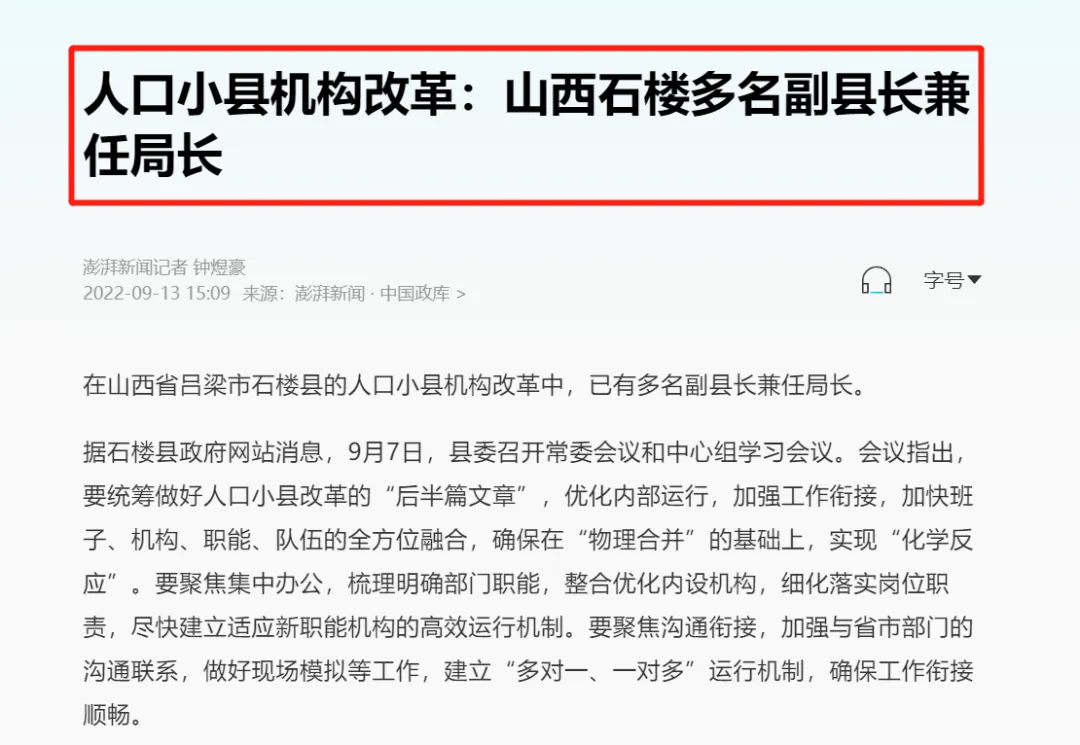 人口小县机构改革：山西石楼多名副县长兼
任局长
澎湃新闻记者 钟煜豪
2022-09-13 15:09 来源：澎湃新闻 · 中国政库 >
字号
在山西省吕梁市石楼县的人口小县机构改革中，已有多名副县长兼任局长。
据石楼县政府网站消息，9月7日，县委召开常委会议和中心组学习会议。会议指出，
要统筹做好人口小县改革的“后半篇文章”，优化内部运行，加强工作衔接，加快班
子、机构、职能、队伍的全方位融合，确保在“物理合并”的基础上，实现“化学反
应”。要聚焦集中办公，梳理明确部门职能，整合优化内设机构，细化落实岗位职
责，尽快建立适应新职能机构的高效运行机制。要聚焦沟通衔接，加强与省市部门的
沟通联系，做好现场模拟等工作，建立“多对一、一对多”运行机制，确保工作衔接
顺畅。